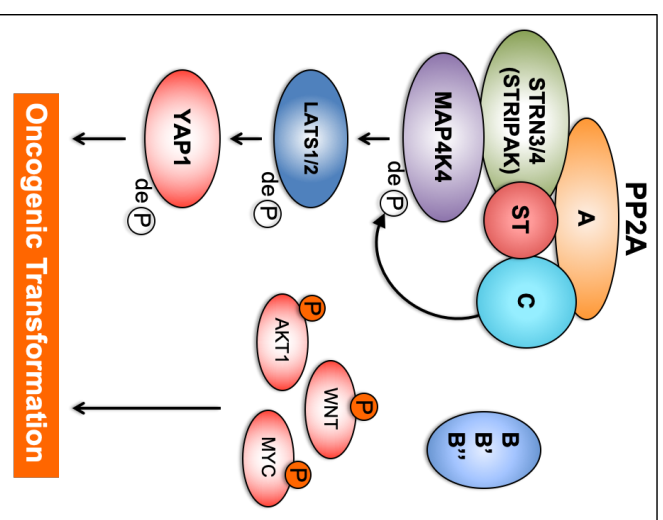 PP2A
A
STRN3/4
(STRIPAK)
ST
C
MAP4K4
de P
B
B'
B''
LATS1/2
de P
WNT
P
AKT1
P
MYC
P
YAP1
de P
Oncogenic Transformation